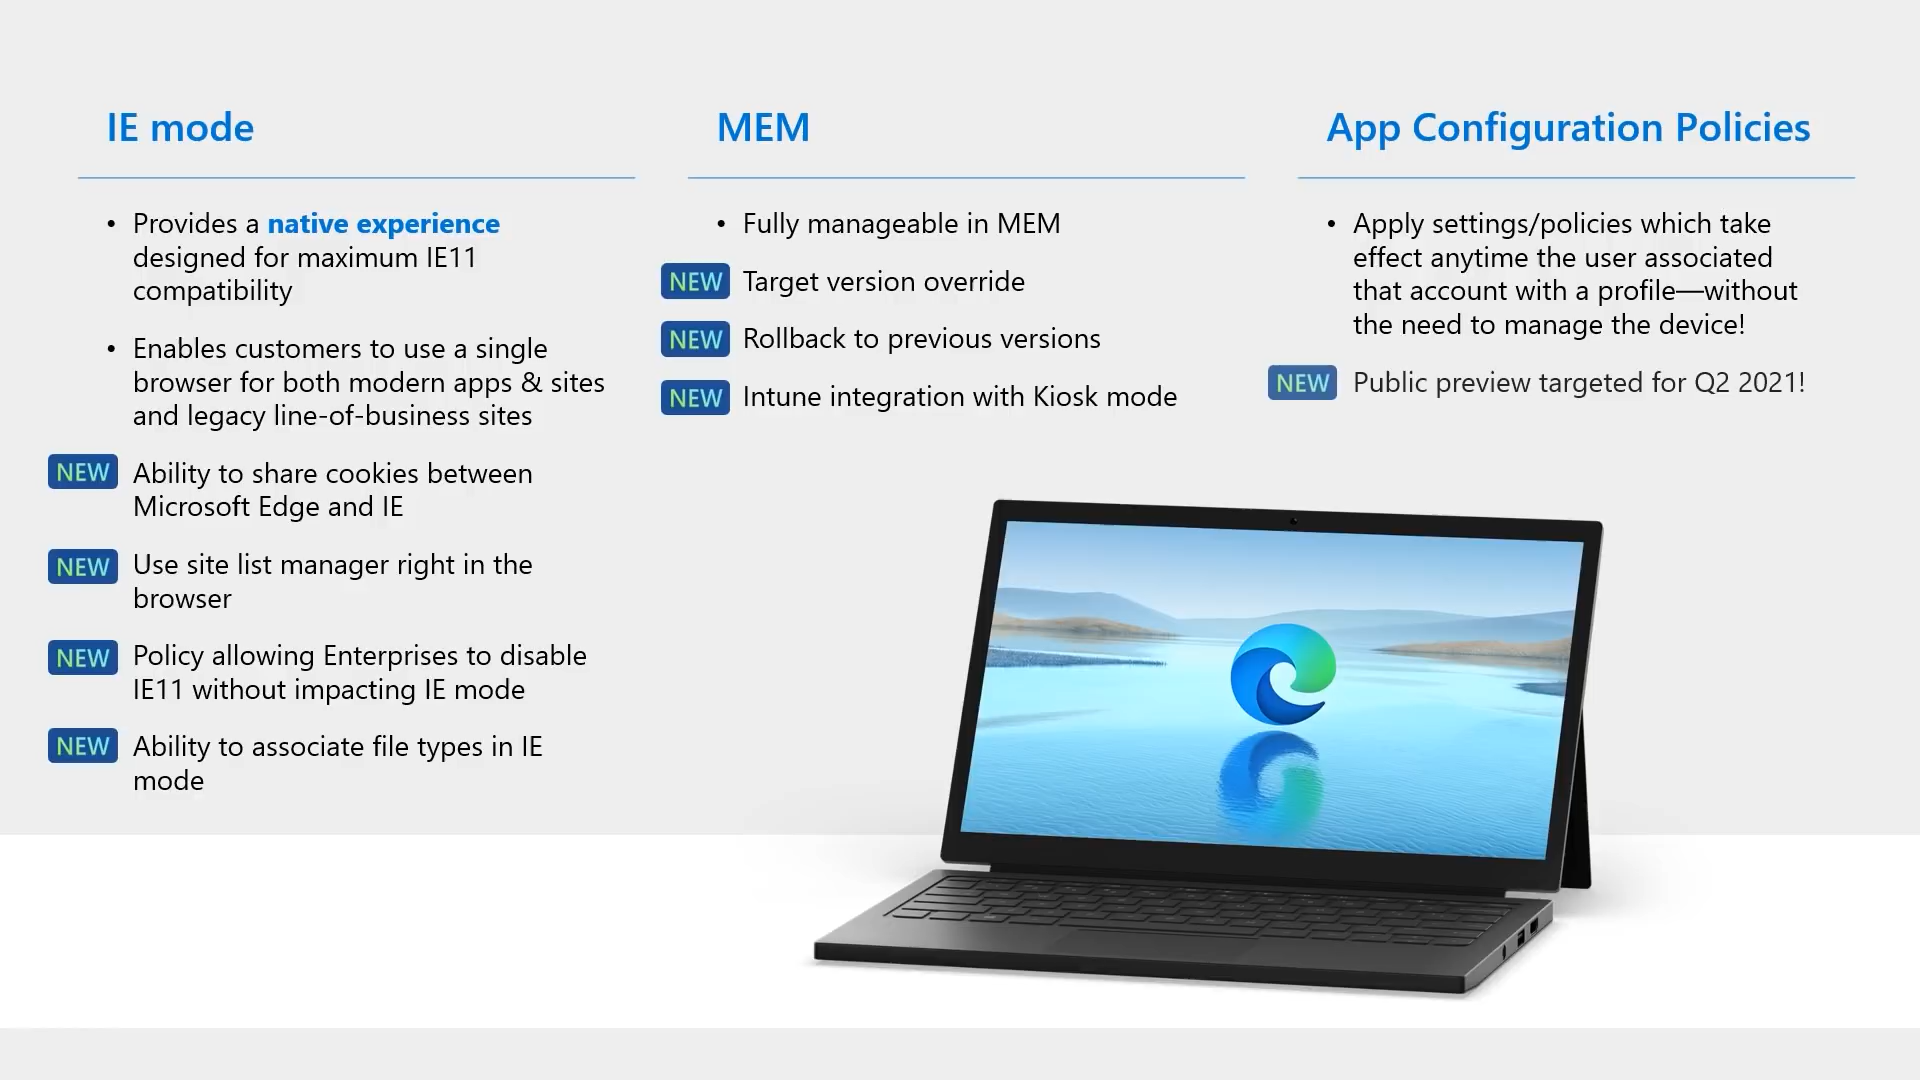 IE mode
• Provides a native experience
designed for maximum IE11
compatibility
• Enables customers to use a single
browser for both modern apps & sites
and legacy line-of-business sites
NEW Ability to share cookies between
Microsoft Edge and IE
NEW Use site list manager right in the
browser
NEW Policy allowing Enterprises to disable
IE11 without impacting IE mode
NEW Ability to associate file types in IE
mode
MEM
• Fully manageable in MEM
NEW Target version override
NEW Rollback to previous versions
NEW Intune integration with Kiosk mode
App Configuration Policies
• Apply settings/policies which take
effect anytime the user associated
that account with a profile—without
the need to manage the device!
NEW Public preview targeted for Q2 2021!